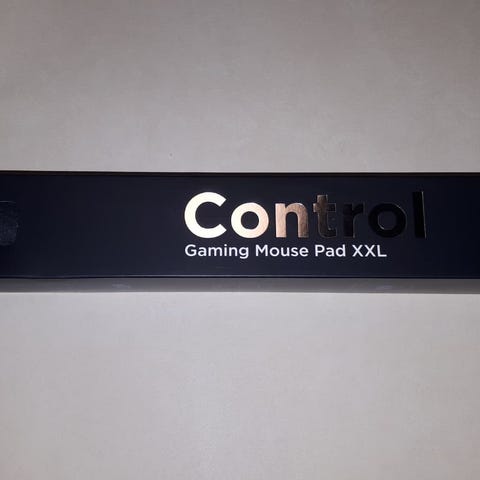 Control
Gaming Mouse Pad XXL